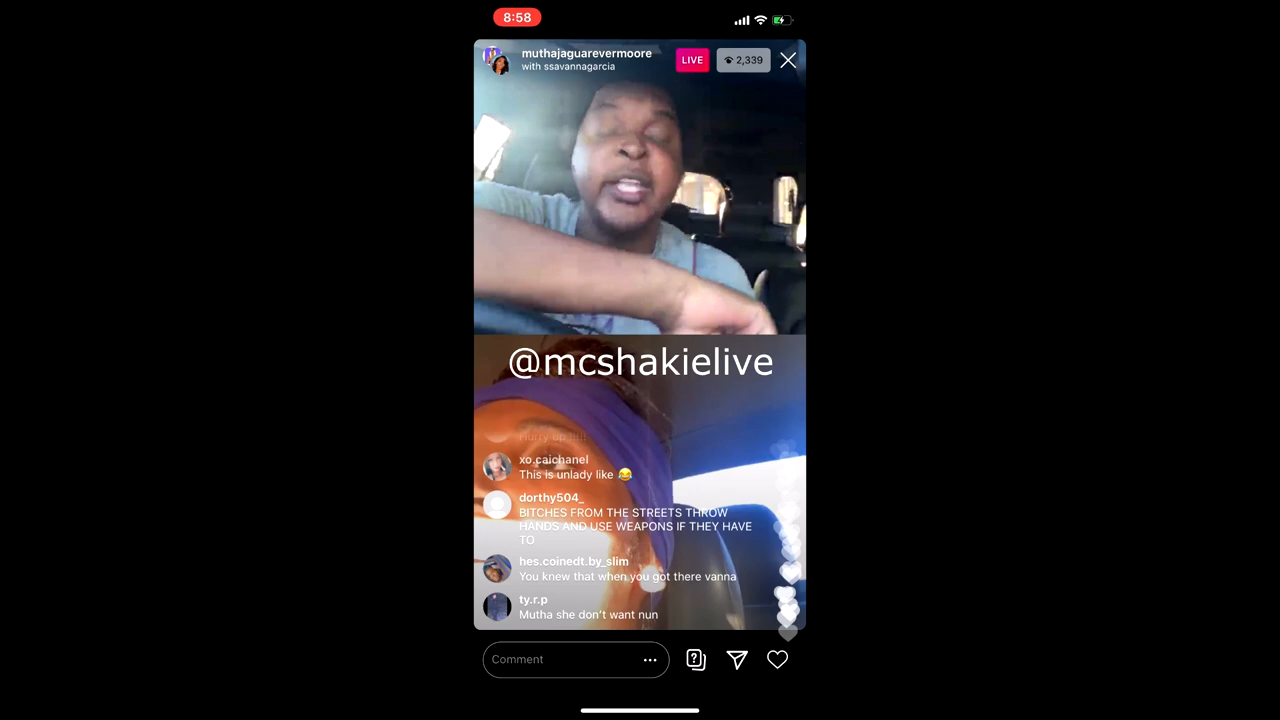 8:58
muthajaguarevermoore
with ssavannagarcia
LIVE
2,339
@mcshakielive
Hurry up!!!!
xo.caichanel
This is unlady like 😂
dorthy504_
BITCHES FROM THE STREETS THROW
HANDS AND USE WEAPONS IF THEY HAVE
TO
hes.coinedt.by_slim
You knew that when you got there vanna
ty.r.p
Mutha she don't want nun
Comment